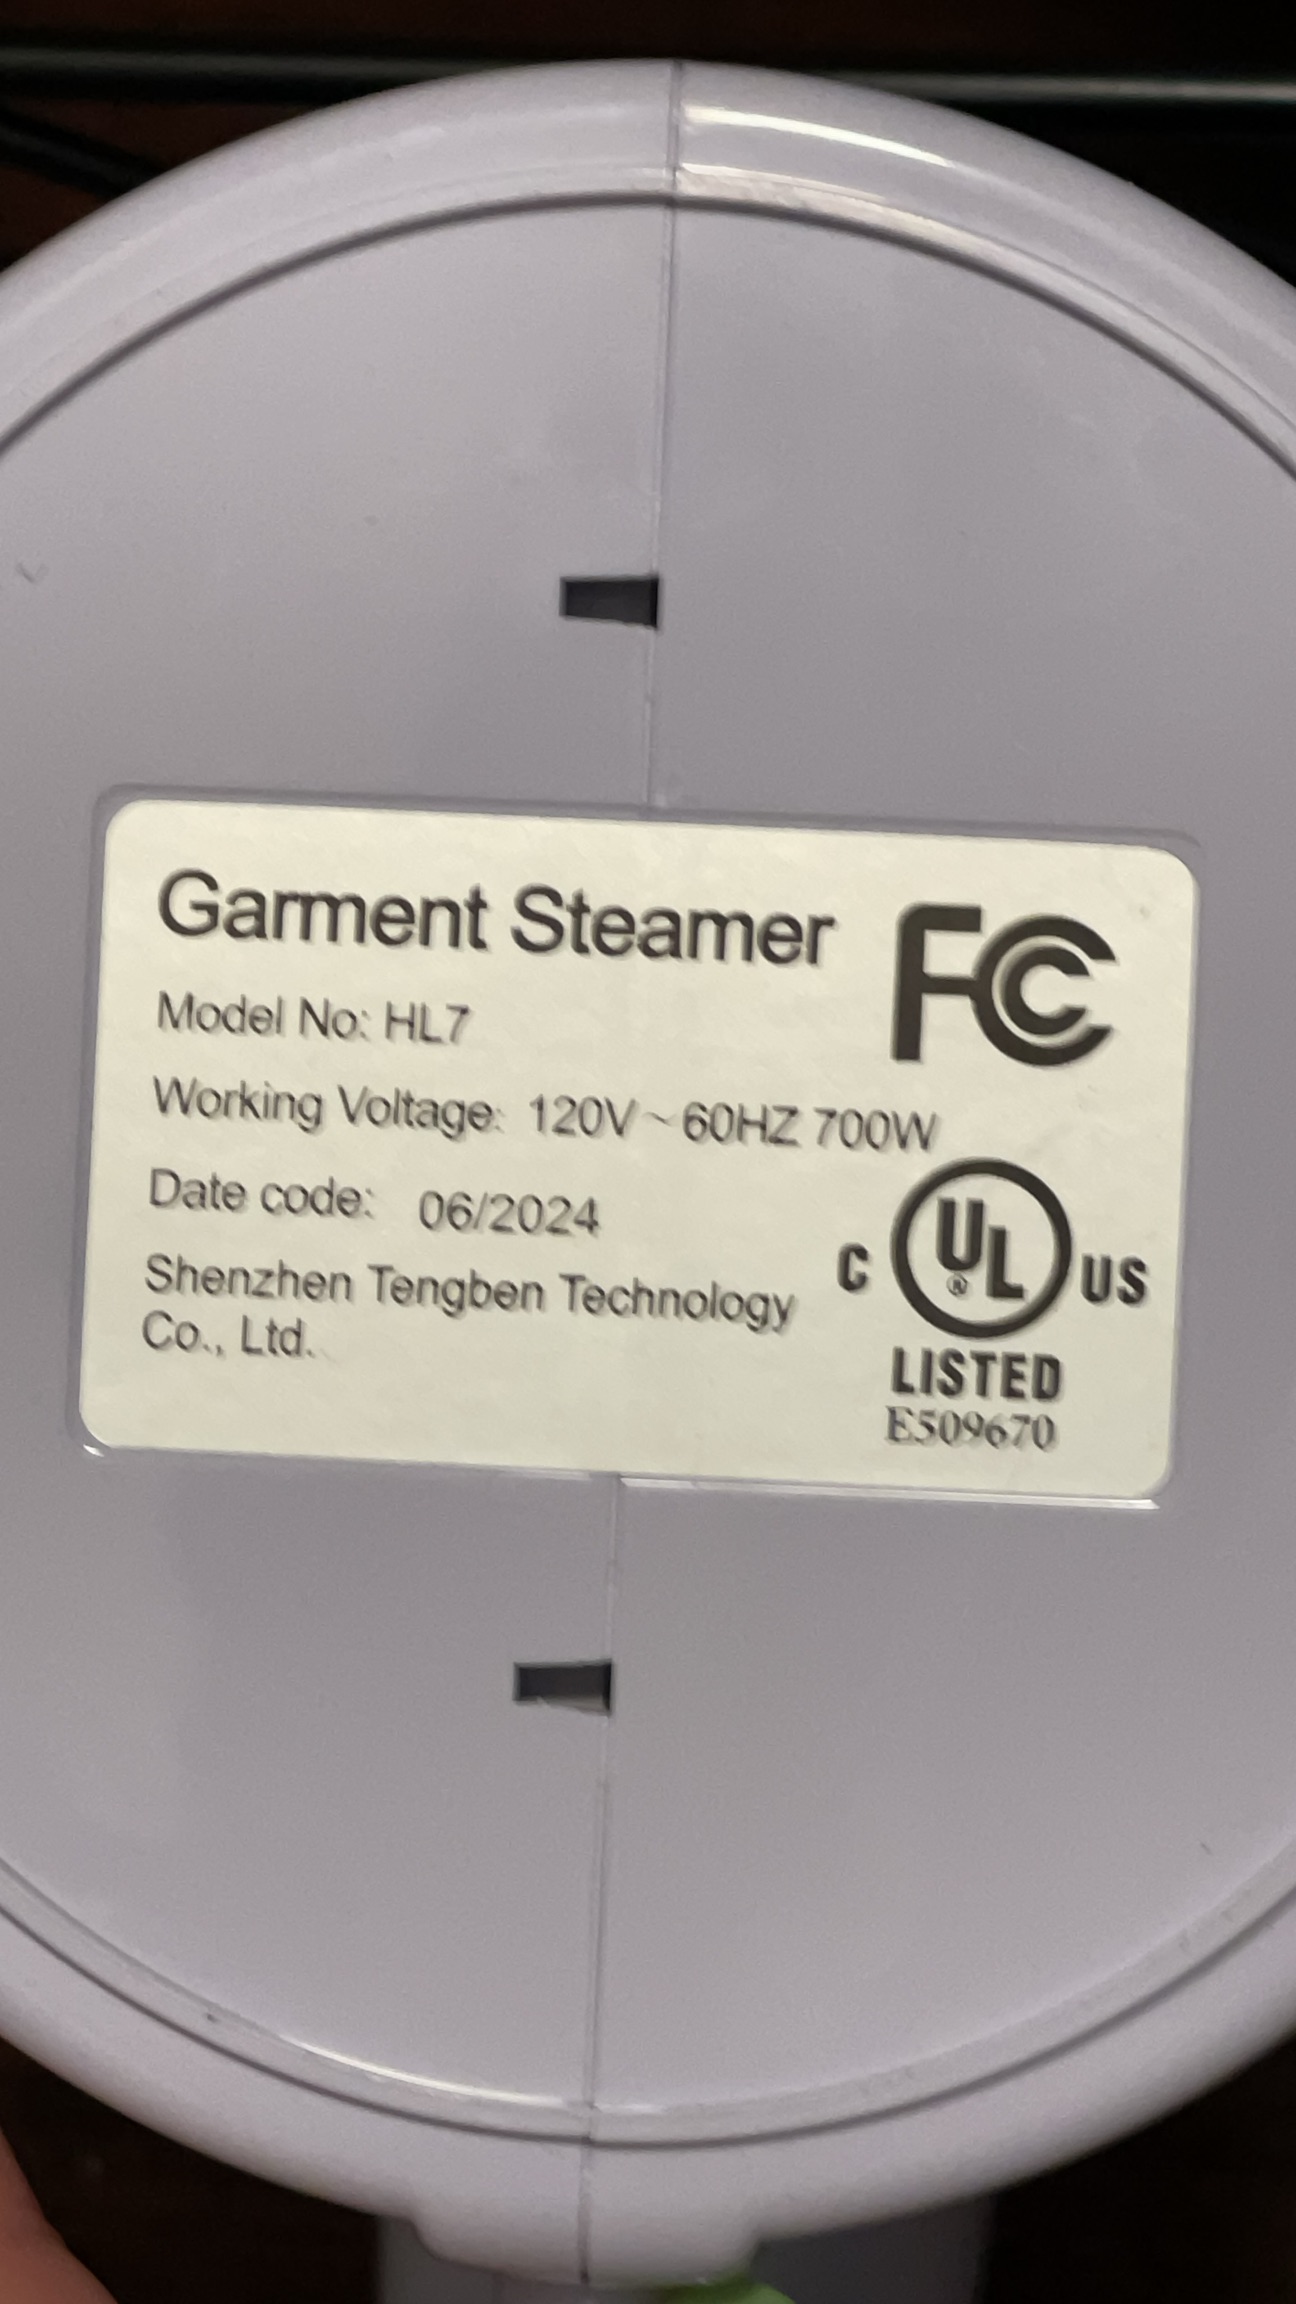 Garment Steamer
FC
Model No: HL7
Working Voltage: 120V ~ 60HZ 700W
Date code: 06/2024
Shenzhen Tengben Technology
Co., Ltd.
C UL® US
LISTED
E509670